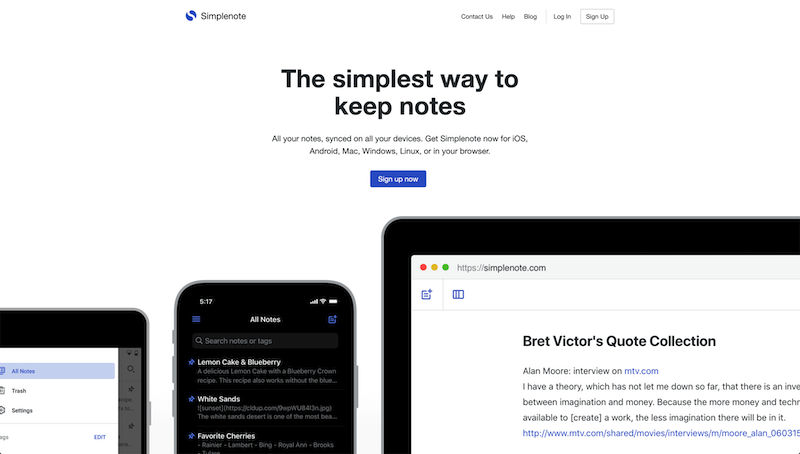 Simplenote
Contact Us Help Blog Log In Sign Up
The simplest way to
keep notes
All your notes, synced on all your devices. Get Simplenote now for iOS,
Android, Mac, Windows, Linux, or in your browser.
Sign up now
All Notes
Trash
Settings
EDIT
5:17
All Notes
Search notes or tags
Lemon Cake & Blueberry
A delicious Lemon Cake with a Blueberry Crown
recipe. This recipe also works without the blue...
White Sands
![sunset](https://cldup.com/9wpWUB4I3n.jpg)
The white sands desert is one of the most bea...
Favorite Cherries
- Rainier - Lambert - Bing - Royal Ann - Brooks
- Tulare
https://simplenote.com
Bret Victor's Quote Collection
Alan Moore: interview on mtv.com
I have a theory, which has not let me down so far, that there is an inve
between imagination and money. Because the more money and techn
available to [create] a work, the less imagination there will be in it.
http://www.mtv.com/shared/movies/interviews/m/moore_alan_060315